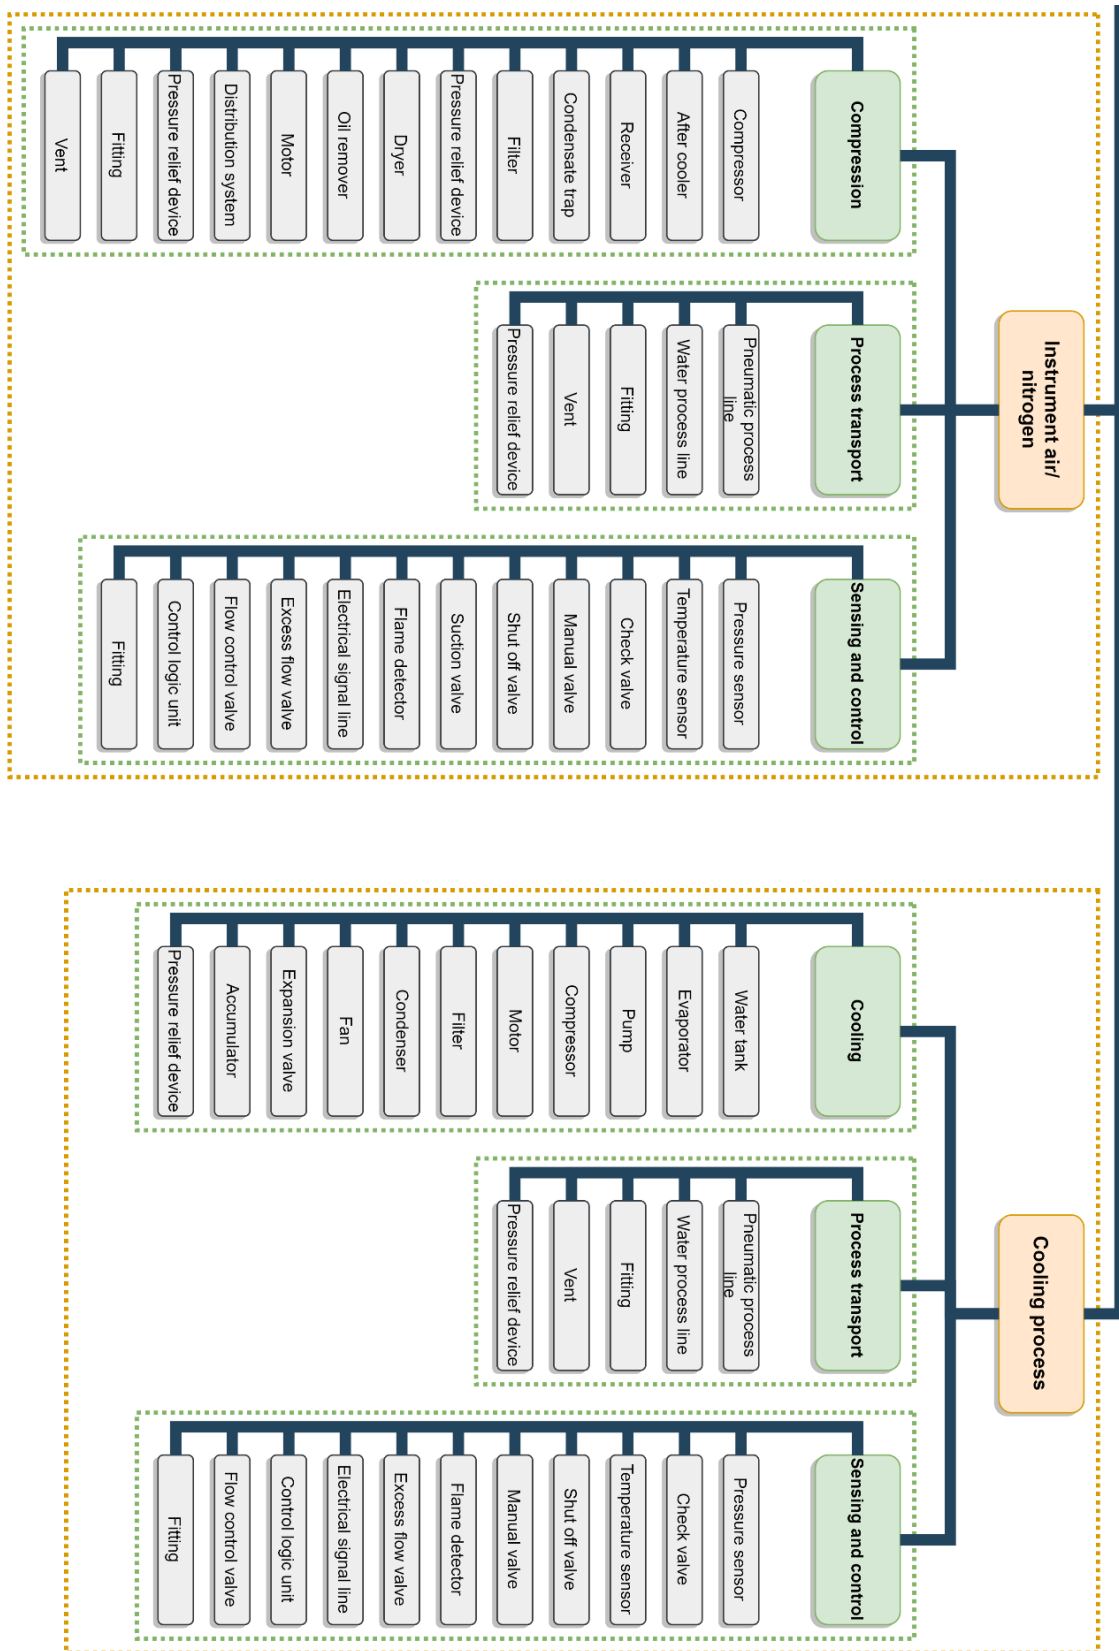 Instrument air/
nitrogen
Compression
Compressor
After cooler
Receiver
Condensate trap
Filter
Pressure relief device
Dryer
Oil remover
Motor
Distribution system
Pressure relief device
Fitting
Vent
Process transport
Pneumatic process
line
Water process line
Fitting
Vent
Pressure relief device
Sensing and control
Pressure sensor
Temperature sensor
Check valve
Manual valve
Shut off valve
Suction valve
Flame detector
Electrical signal line
Excess flow valve
Flow control valve
Control logic unit
Fitting
Cooling process
Cooling
Water tank
Evaporator
Pump
Compressor
Motor
Filter
Condenser
Fan
Expansion valve
Accumulator
Pressure relief device
Process transport
Pneumatic process
line
Water process line
Fitting
Vent
Pressure relief device
Sensing and control
Pressure sensor
Check valve
Temperature sensor
Shut off valve
Manual valve
Flame detector
Excess flow valve
Electrical signal line
Control logic unit
Flow control valve
Fitting